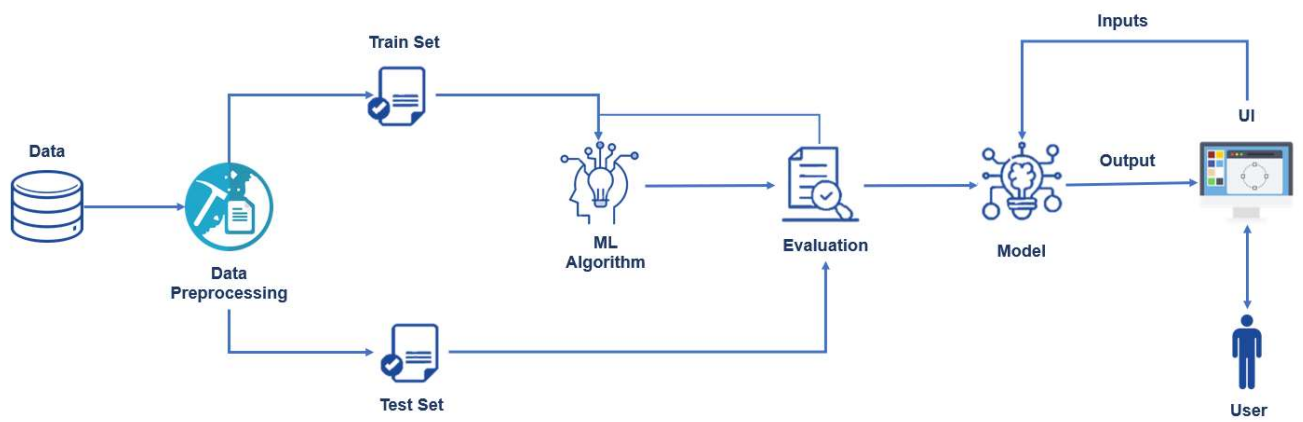 Data
Data
Preprocessing
Train Set
Test Set
ML
Algorithm
Evaluation
Model
Inputs
Output
UI
User